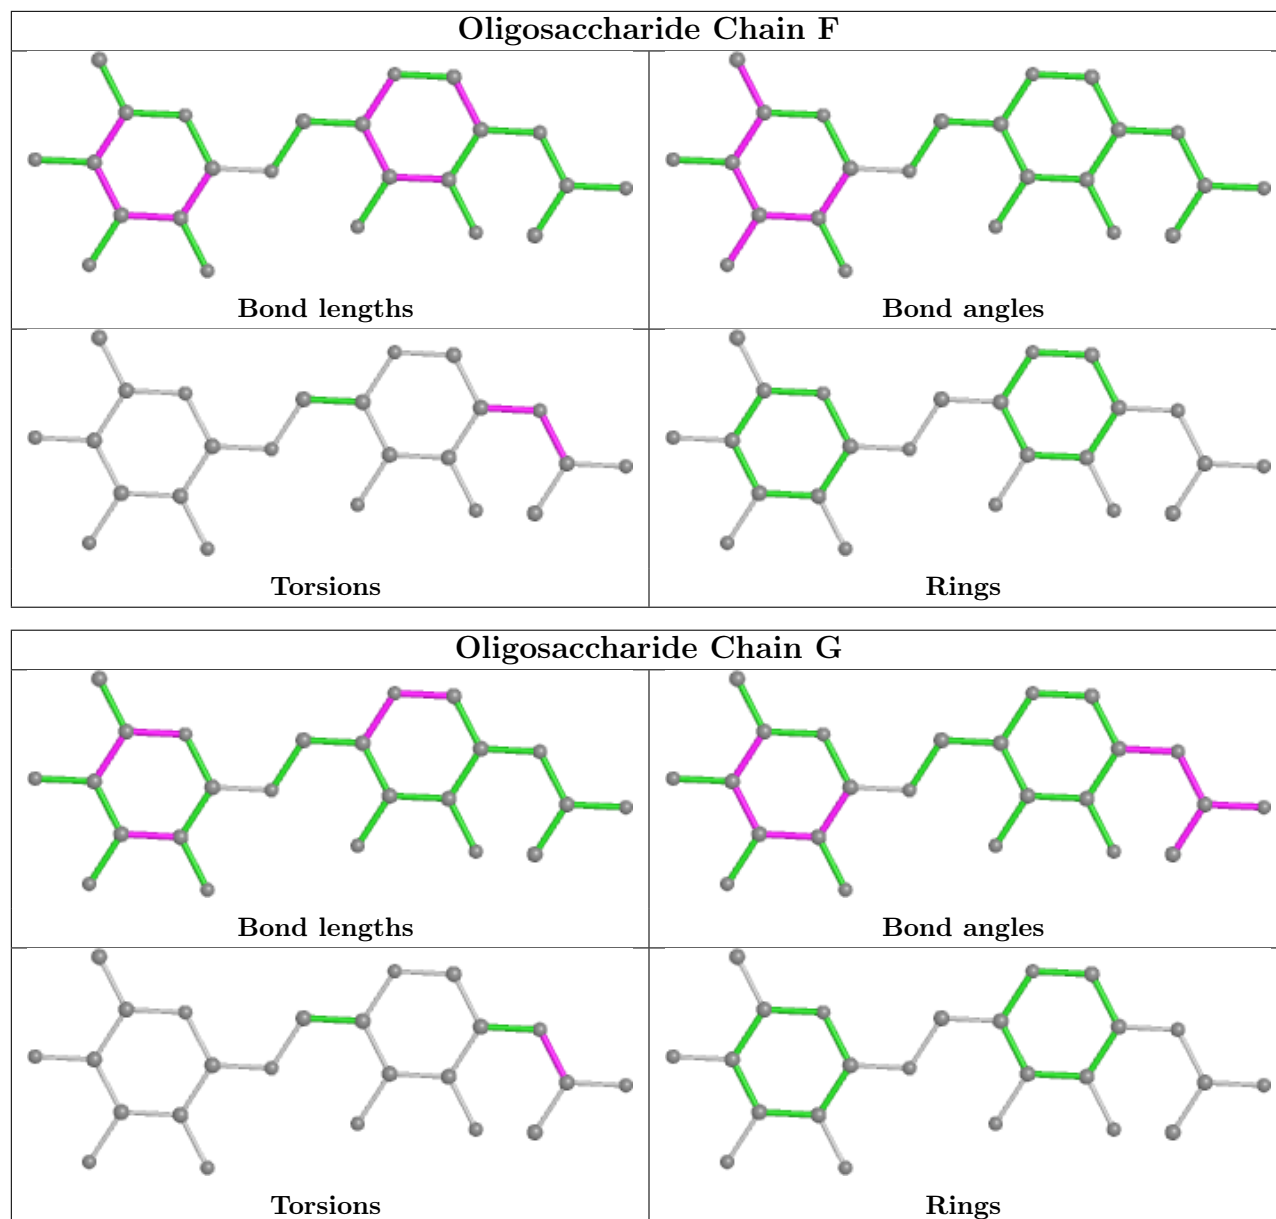 Oligosaccharide Chain F
Bond lengths
Bond angles
Torsions
Rings
Oligosaccharide Chain G
Bond lengths
Bond angles
Torsions
Rings